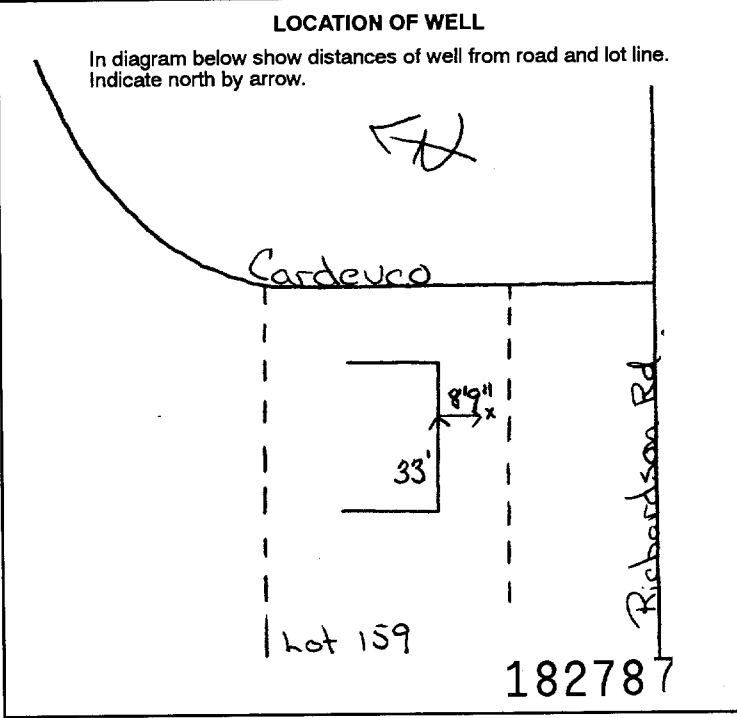 LOCATION OF WELL
In diagram below show distances of well from road and lot line.
Indicate north by arrow.
N
Cardevco
8'9"
x
33'
Richardson Rd.
Lot 159
182787